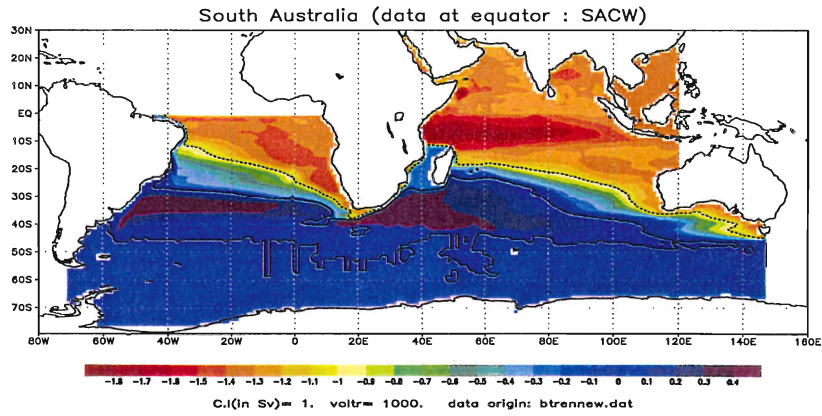 South Australia (data at equator : SACW)
30N
20N
10N
EQ
10S
20S
30S
40S
50S
60S
70S
80W 60W 40W 20W 0 20E 40E 60E 80E 100E 120E 140E 160E
-1.8 -1.7 -1.5 -1.4 -1.2 -1.1 -1 -0.9 -0.8 -0.7 -0.6 -0.5 -0.4 -0.3 -0.2 -0.1 0 0.1 0.2 0.3 0.4
C.I(in Sv)= 1. voltr= 1000. data origin: btrennew.dat